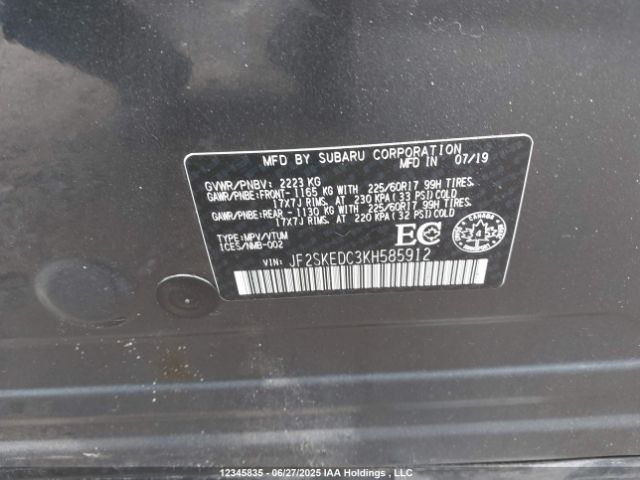 MFD BY SUBARU CORPORATION
MFD IN 07/19
GVWR/PNBV: 2223 KG
GAWR/PNBE:FRONT-1165 KG WITH 225/60R17 99H TIRES.
17X7J RIMS. AT 230 KPA(33 PSI)COLD
GAWR/PNBE:REAR -1130 KG WITH 225/60R17 99H TIRES.
17X7J RIMS. AT 220 KPA(32 PSI)COLD
TYPE:MPV/VTUM
ICES/NMB-002
EC
CANADA
VIN: JF2SKEDC3KH585912
12345835 - 06/27/2025 IAA Holdings, LLC